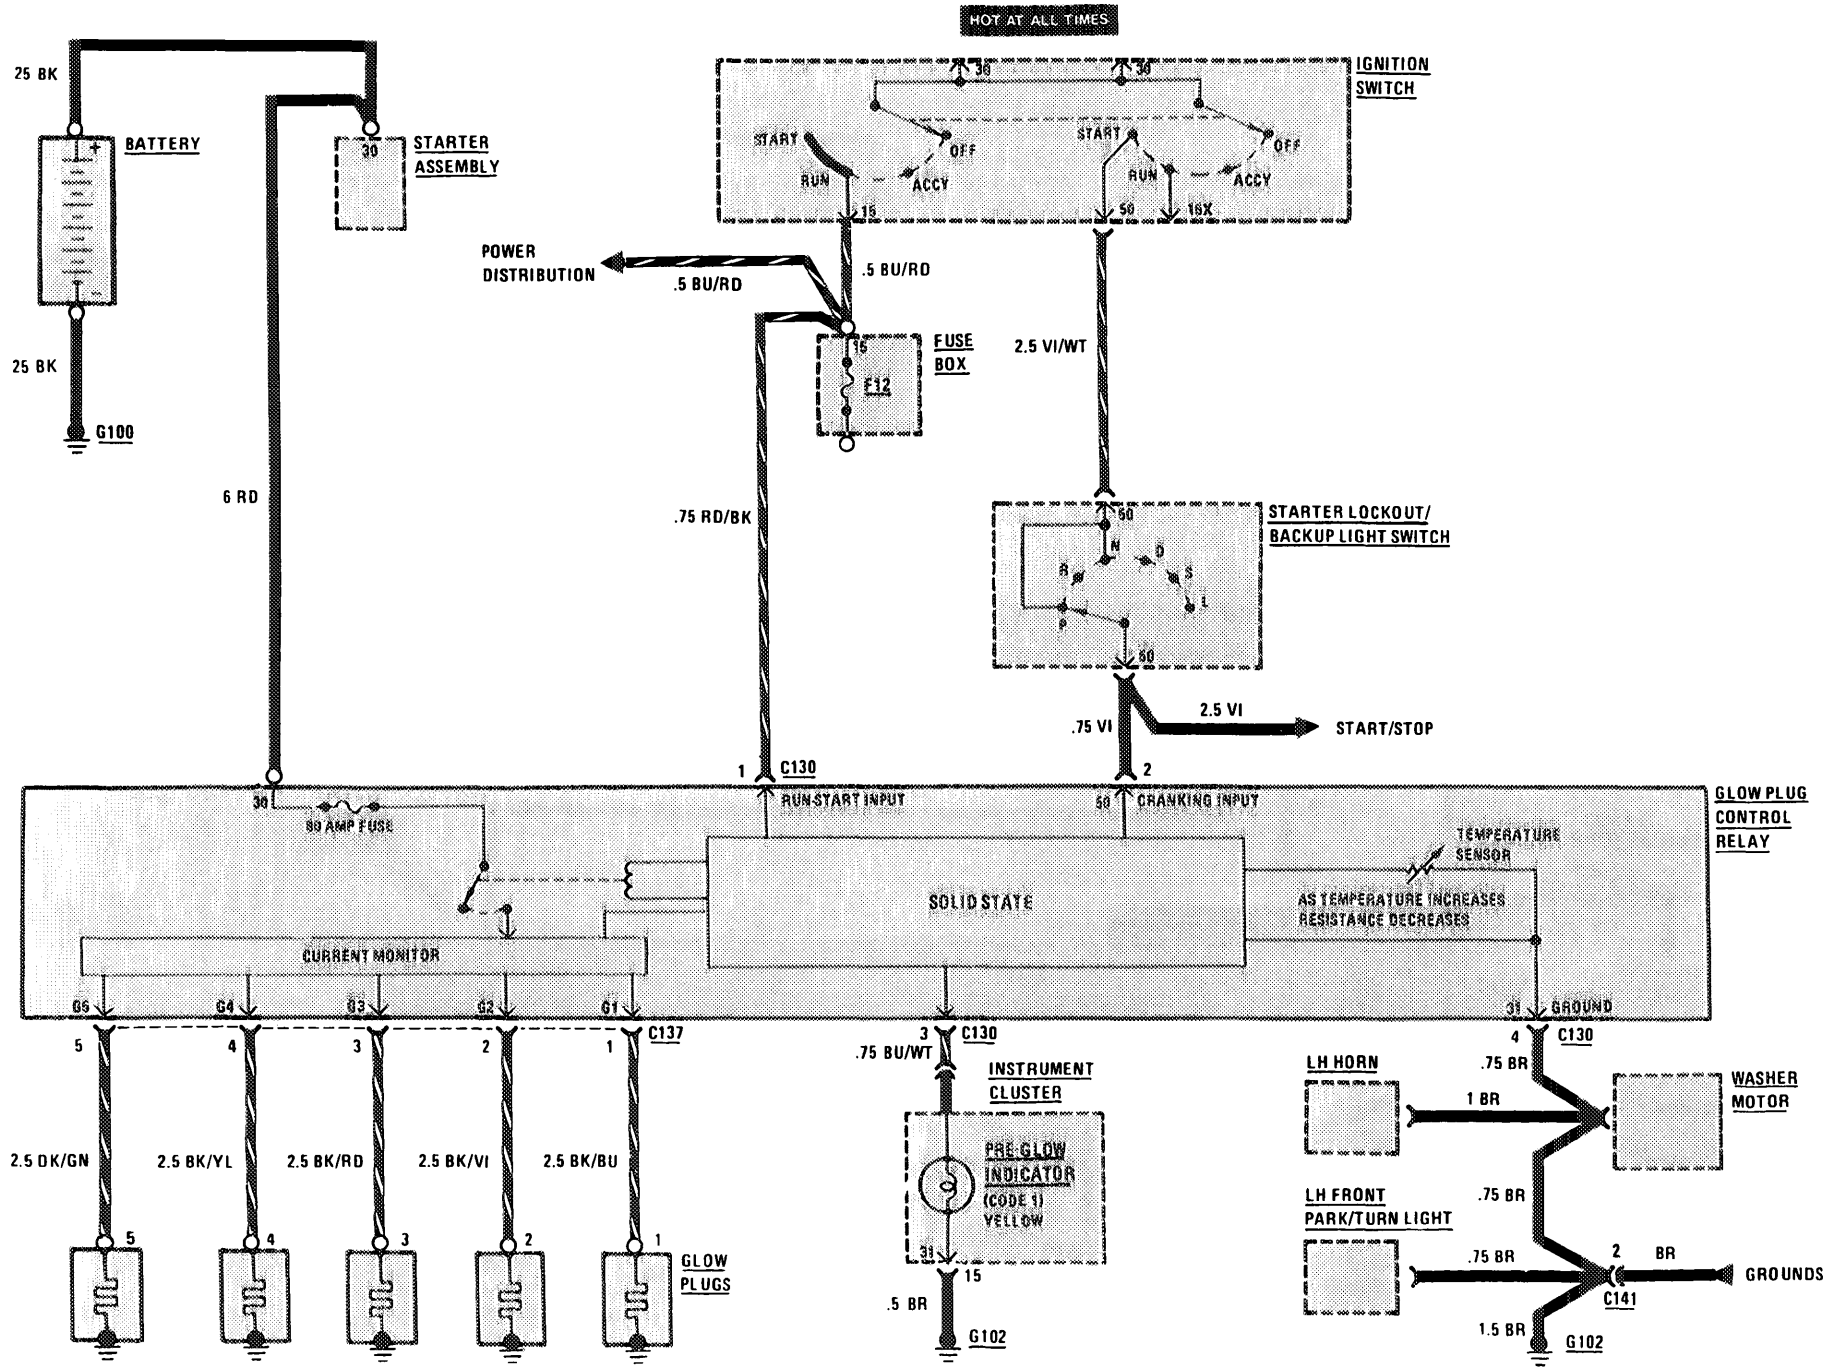 HOT AT ALL TIMES
25 BK
BATTERY
+
-
30
STARTER
ASSEMBLY
25 BK
G100
6 RD
IGNITION
SWITCH
30
30
START
RUN
ACCY
OFF
START
RUN
ACCY
OFF
15
50
15X
POWER
DISTRIBUTION
.5 BU/RD
.5 BU/RD
15
F12
FUSE
BOX
2.5 VI/WT
.75 RD/BK
STARTER LOCKOUT/
BACKUP LIGHT SWITCH
50
R
N
D
S
L
P
50
.75 VI
2.5 VI
START/STOP
1
C130
2
30
80 AMP FUSE
RUN-START INPUT
50
CRANKING INPUT
GLOW PLUG
CONTROL
RELAY
TEMPERATURE
SENSOR
SOLID STATE
AS TEMPERATURE INCREASES
RESISTANCE DECREASES
CURRENT MONITOR
G5
G4
G3
G2
G1
31
GROUND
5
4
3
2
1
C137
3
C130
4
C130
.75 BU/WT
.75 BR
INSTRUMENT
CLUSTER
LH HORN
1 BR
WASHER
MOTOR
2.5 DK/GN
2.5 BK/YL
2.5 BK/RD
2.5 BK/VI
2.5 BK/BU
PRE-GLOW
INDICATOR
(CODE 1)
YELLOW
.75 BR
LH FRONT
PARK/TURN LIGHT
5
4
3
2
1
GLOW
PLUGS
31
15
.75 BR
2
BR
GROUNDS
C141
.5 BR
G102
1.5 BR
G102